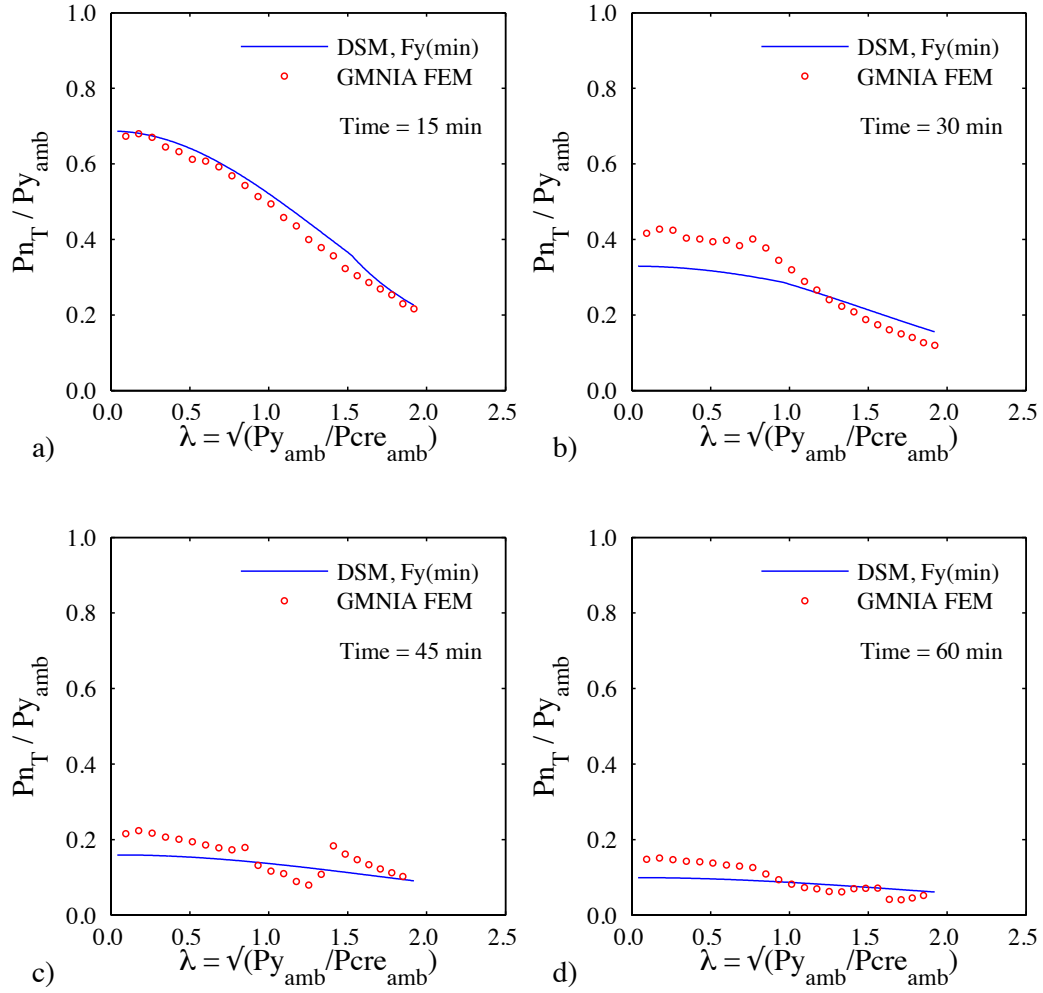 1.0
0.8
0.6
0.4
0.2
0.0
Pn_T / Py_amb
DSM, Fy(min)
GMNIA FEM
Time = 15 min
0.0 0.5 1.0 1.5 2.0 2.5
λ = √(Py_amb/Pcre_amb)
a)
1.0
0.8
0.6
0.4
0.2
0.0
Pn_T / Py_amb
DSM, Fy(min)
GMNIA FEM
Time = 30 min
0.0 0.5 1.0 1.5 2.0 2.5
λ = √(Py_amb/Pcre_amb)
b)
1.0
0.8
0.6
0.4
0.2
0.0
Pn_T / Py_amb
DSM, Fy(min)
GMNIA FEM
Time = 45 min
0.0 0.5 1.0 1.5 2.0 2.5
λ = √(Py_amb/Pcre_amb)
c)
1.0
0.8
0.6
0.4
0.2
0.0
Pn_T / Py_amb
DSM, Fy(min)
GMNIA FEM
Time = 60 min
0.0 0.5 1.0 1.5 2.0 2.5
λ = √(Py_amb/Pcre_amb)
d)